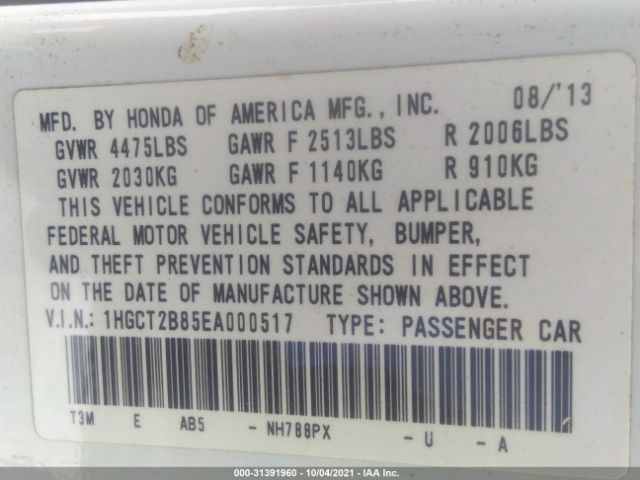 MFD. BY HONDA OF AMERICA MFG., INC. 08/'13
GVWR 4475LBS GAWR F 2513LBS R 2006LBS
GVWR 2030KG GAWR F 1140KG R 910KG
THIS VEHICLE CONFORMS TO ALL APPLICABLE
FEDERAL MOTOR VEHICLE SAFETY, BUMPER,
AND THEFT PREVENTION STANDARDS IN EFFECT
ON THE DATE OF MANUFACTURE SHOWN ABOVE.
V.I.N.: 1HGCT2B85EA000517 TYPE: PASSENGER CAR
T3M E AB5 - NH788PX - U - A
000-31391960 - 10/04/2021 - IAA Inc.